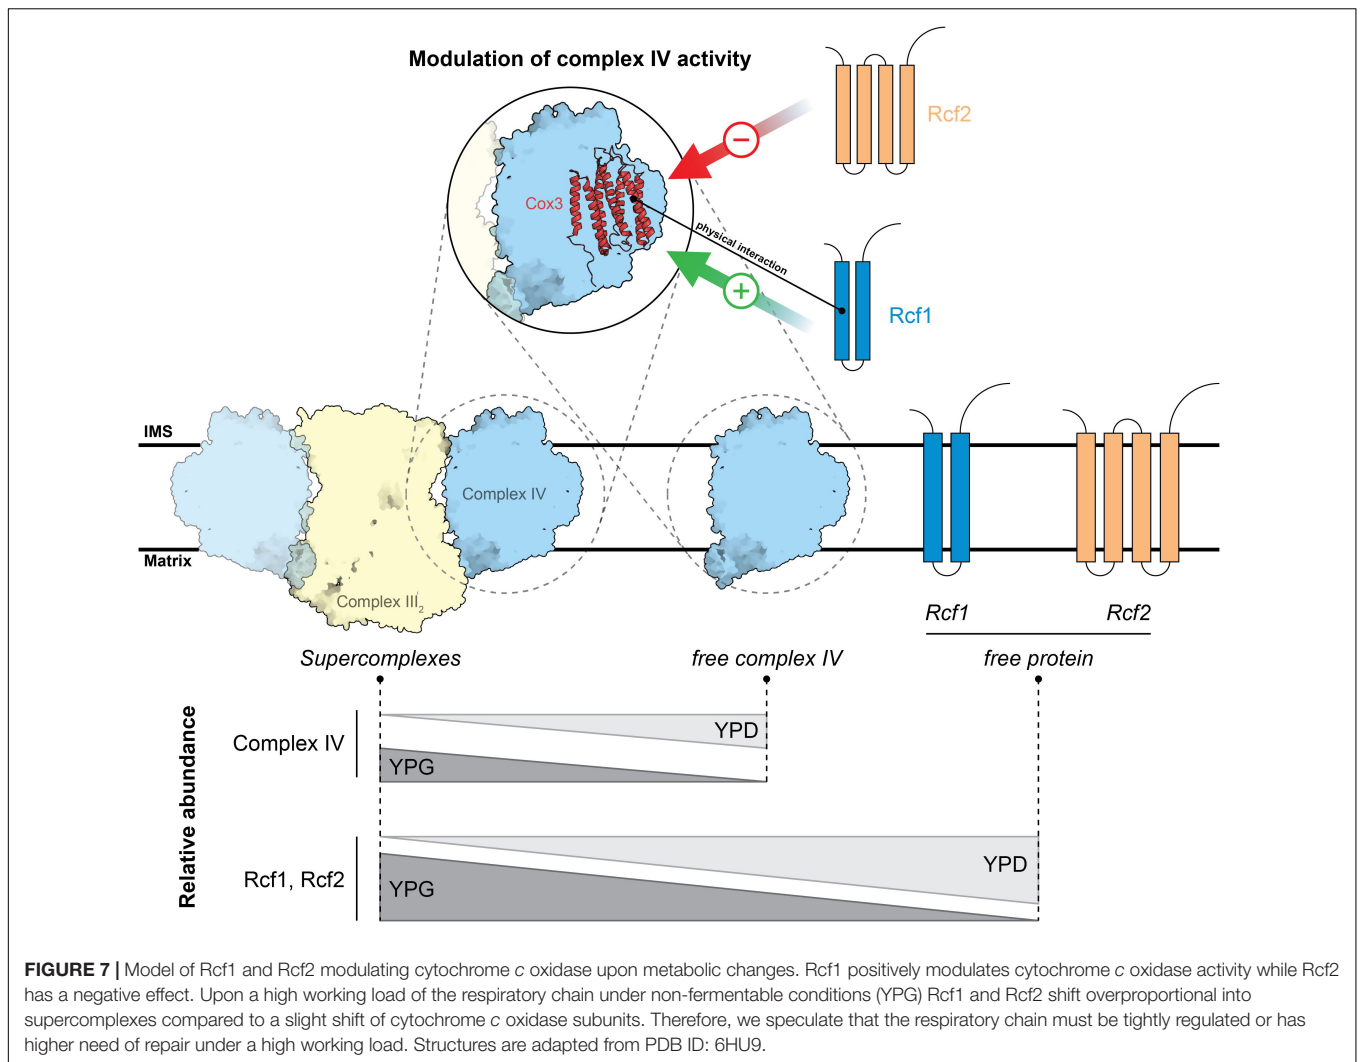 Modulation of complex IV activity
Rcf2
−
Cox3
physical interaction
+
Rcf1
IMS
Complex IV
Matrix
Complex III2
Rcf1
Rcf2
Supercomplexes
free complex IV
free protein
Relative abundance
Complex IV
YPD
YPG
Rcf1, Rcf2
YPD
YPG
FIGURE 7 | Model of Rcf1 and Rcf2 modulating cytochrome c oxidase upon metabolic changes. Rcf1 positively modulates cytochrome c oxidase activity while Rcf2
has a negative effect. Upon a high working load of the respiratory chain under non-fermentable conditions (YPG) Rcf1 and Rcf2 shift overproportional into
supercomplexes compared to a slight shift of cytochrome c oxidase subunits. Therefore, we speculate that the respiratory chain must be tightly regulated or has
higher need of repair under a high working load. Structures are adapted from PDB ID: 6HU9.